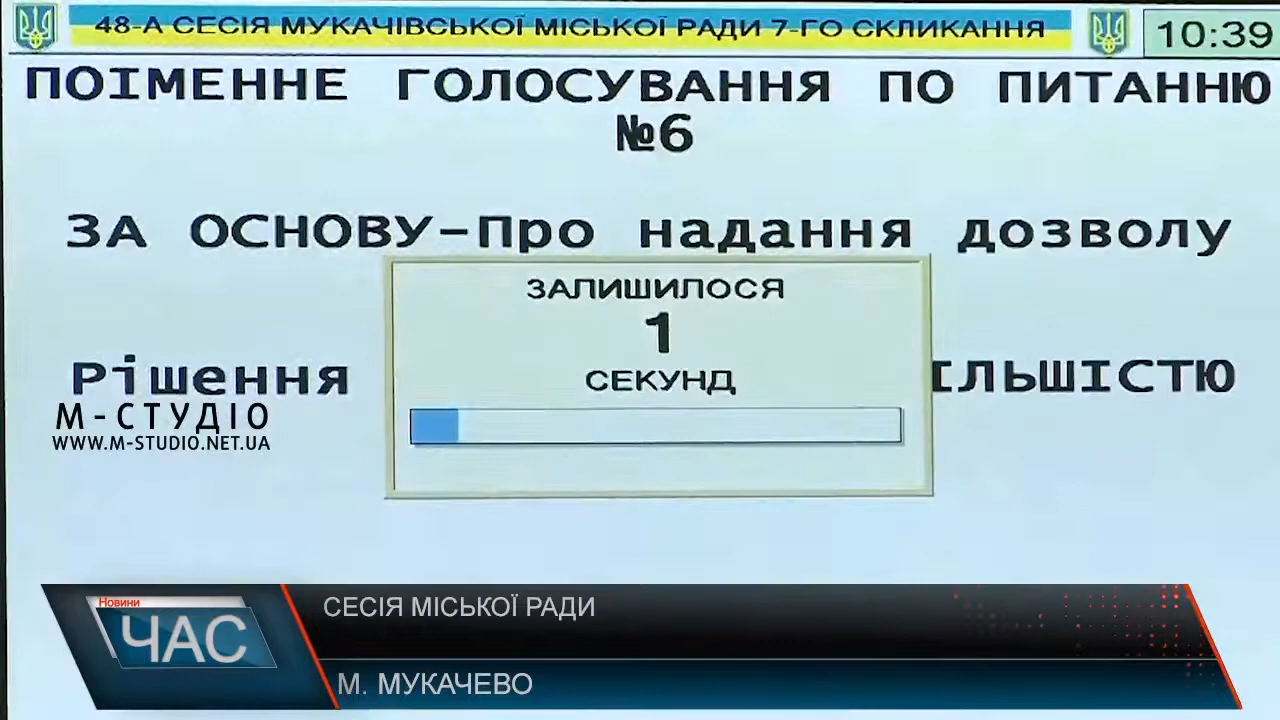 48-А СЕСІЯ МУКАЧІВСЬКОЇ МІСЬКОЇ РАДИ 7-ГО СКЛИКАННЯ
10:39
ПОІМЕННЕ ГОЛОСУВАННЯ ПО ПИТАННЮ
№6
ЗА ОСНОВУ-Про надання дозволу
ЗАЛИШИЛОСЯ
1
СЕКУНД
Рішення ІЛЬШІСТЮ
М-СТУДІО
WWW.M-STUDIO.NET.UA
Новини
ЧАС
СЕСІЯ МІСЬКОЇ РАДИ
М. МУКАЧЕВО